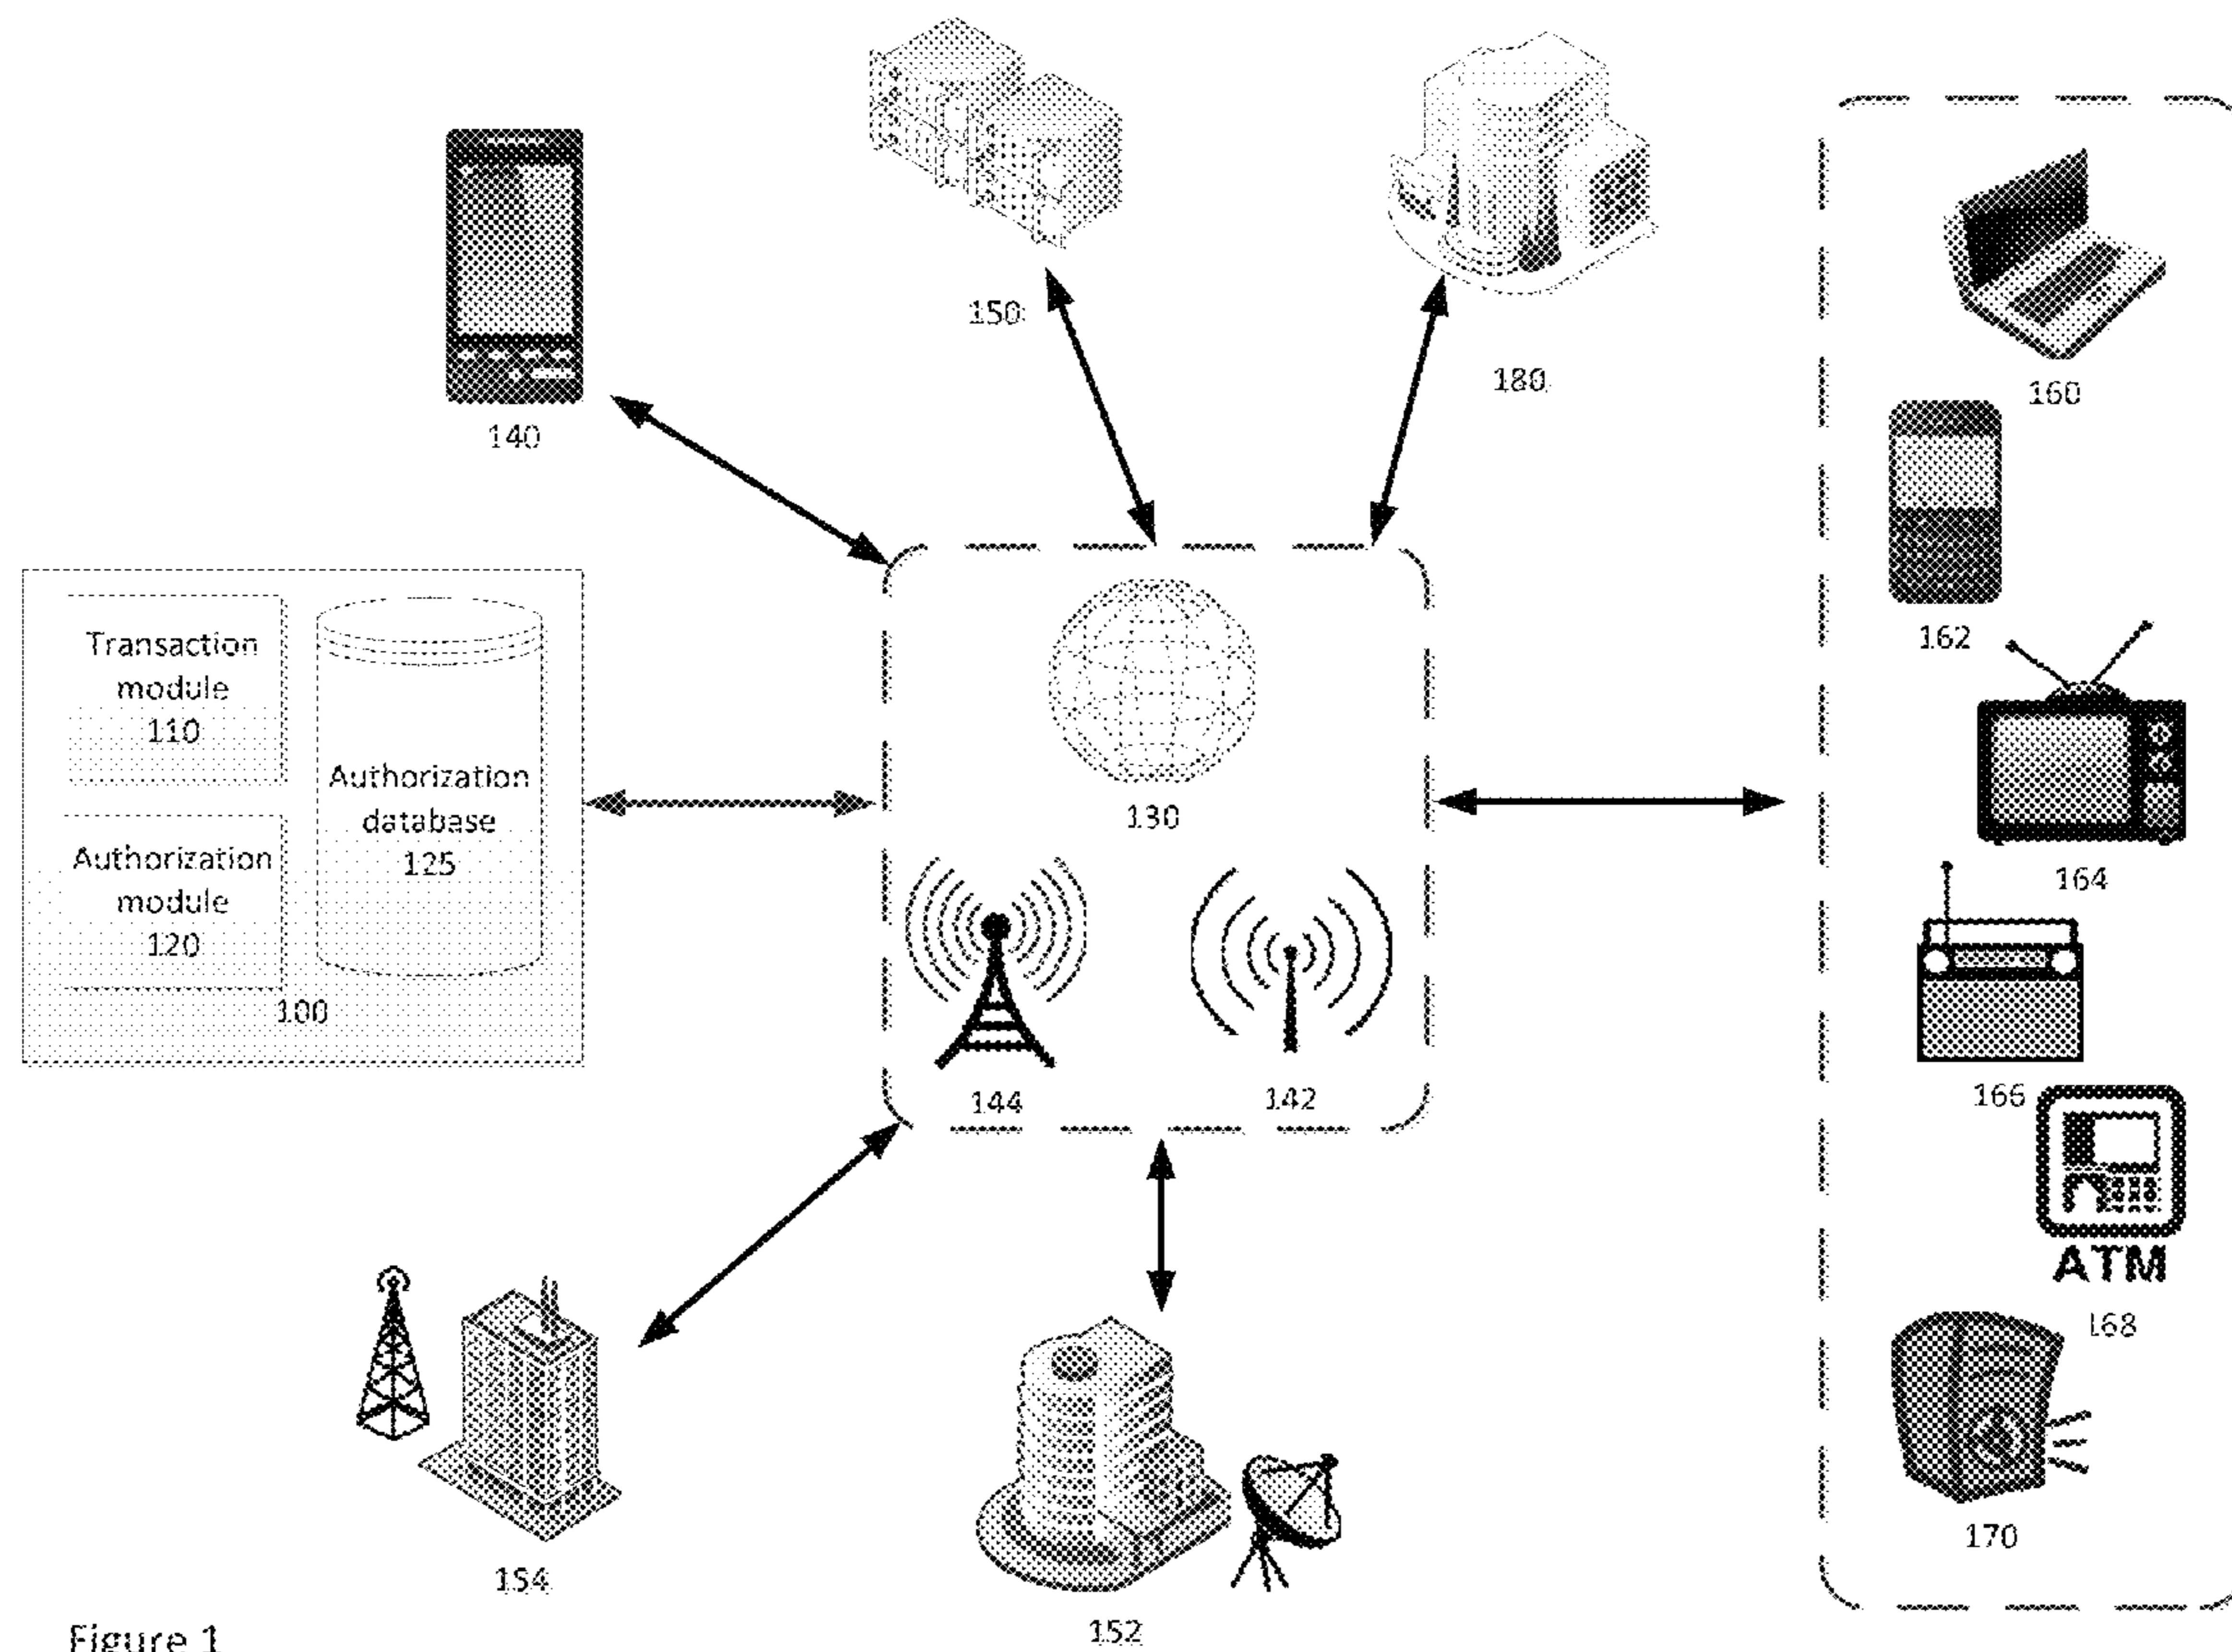 150
180
160
140
162
Transaction
module
110
Authorization
database
125
Authorization
module
120
100
130
164
144
142
166
ATM
168
170
154
152
Figure 1